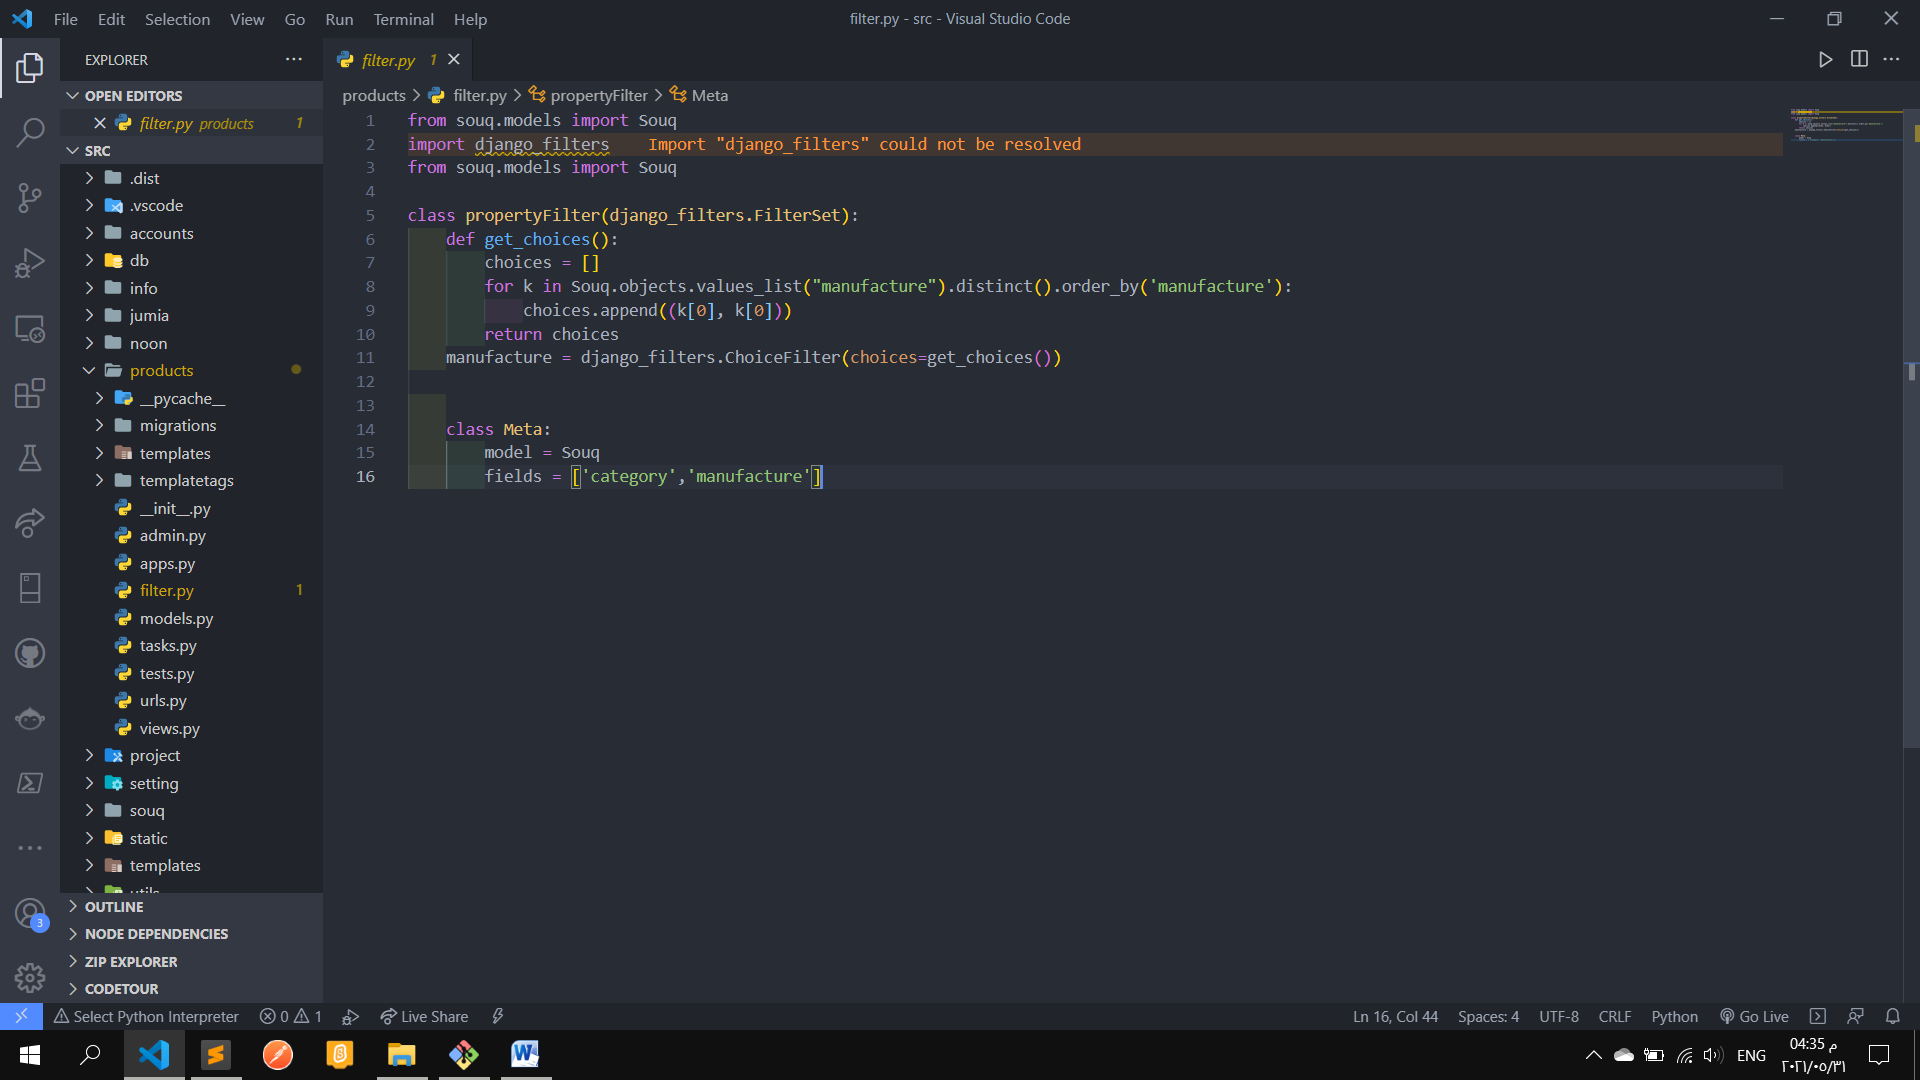 File Edit Selection View Go Run Terminal Help
filter.py - src - Visual Studio Code
EXPLORER
OPEN EDITORS
filter.py products 1
SRC
.dist
.vscode
accounts
db
info
jumia
noon
products
__pycache__
migrations
templates
templatetags
__init__.py
admin.py
apps.py
filter.py 1
models.py
tasks.py
tests.py
urls.py
views.py
project
setting
souq
static
templates
utils
OUTLINE
NODE DEPENDENCIES
ZIP EXPLORER
CODETOUR
filter.py 1
products > filter.py > propertyFilter > Meta
1 from souq.models import Souq
2 import django_filters Import "django_filters" could not be resolved
3 from souq.models import Souq
4
5 class propertyFilter(django_filters.FilterSet):
6 def get_choices():
7 choices = []
8 for k in Souq.objects.values_list("manufacture").distinct().order_by('manufacture'):
9 choices.append((k[0], k[0]))
10 return choices
11 manufacture = django_filters.ChoiceFilter(choices=get_choices())
12
13
14 class Meta:
15 model = Souq
16 fields = ['category','manufacture']
3
Select Python Interpreter 0 1 Live Share
Ln 16, Col 44 Spaces: 4 UTF-8 CRLF Python Go Live
ENG
04:35 م
٢٠٢١/٠٥/٣١